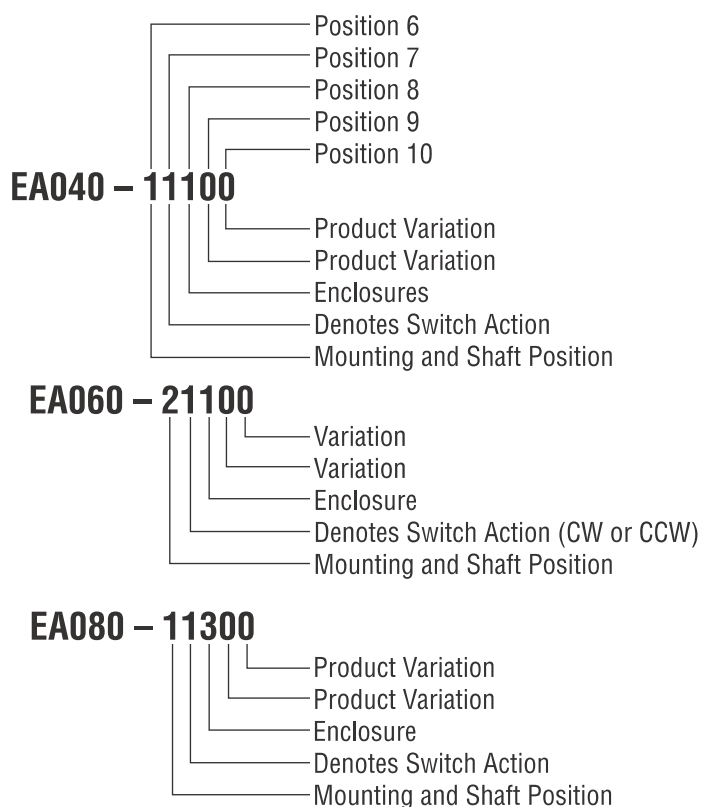 Position 6
Position 7
Position 8
Position 9
Position 10
EA040 – 11100
Product Variation
Product Variation
Enclosures
Denotes Switch Action
Mounting and Shaft Position
EA060 – 21100
Variation
Variation
Enclosure
Denotes Switch Action (CW or CCW)
Mounting and Shaft Position
EA080 – 11300
Product Variation
Product Variation
Enclosure
Denotes Switch Action
Mounting and Shaft Position